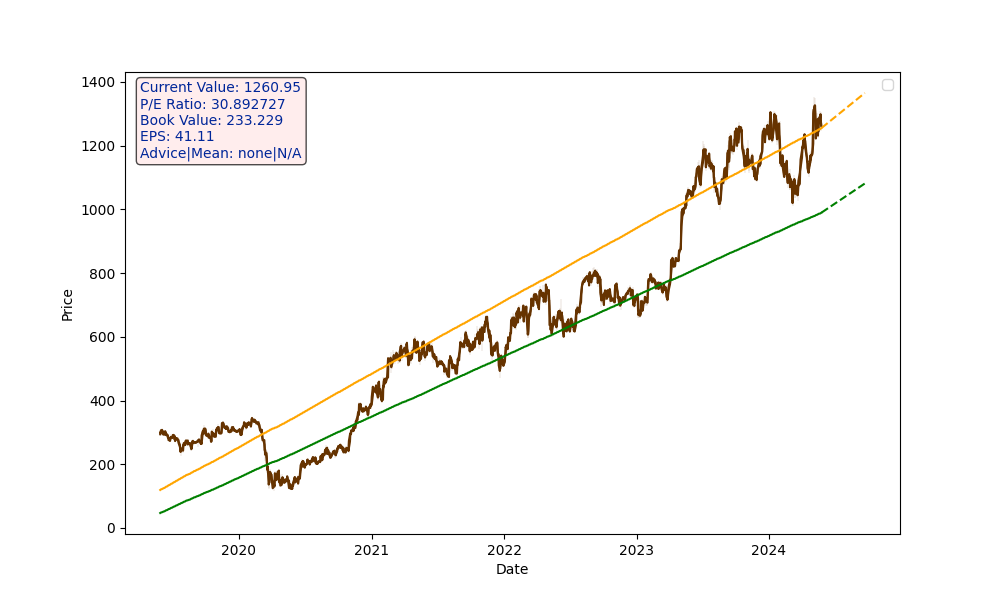 Current Value: 1260.95
P/E Ratio: 30.892727
Book Value: 233.229
EPS: 41.11
Advice|Mean: none|N/A
1400
1200
1000
800
600
400
200
0
Price
2020 2021 2022 2023 2024
Date